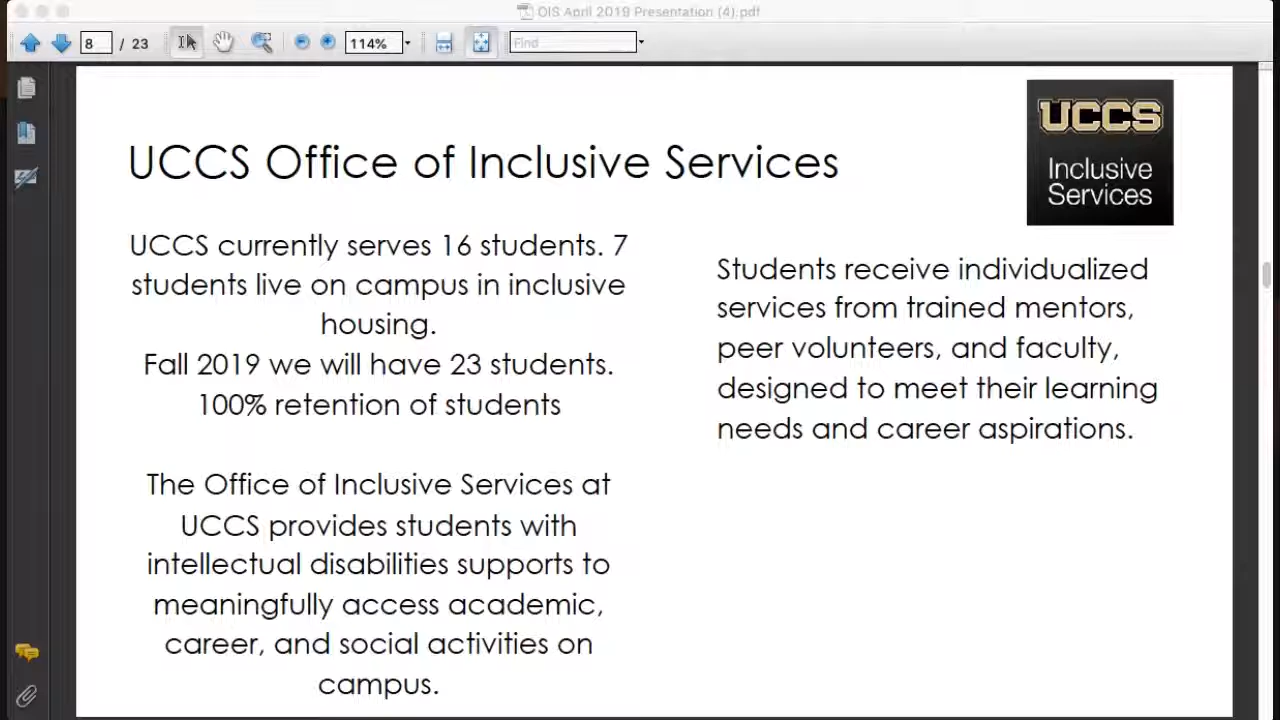 OIS April 2019 Presentation (4).pdf
8 / 23
114%
Find
UCCS Office of Inclusive Services
UCCS
Inclusive
Services
UCCS currently serves 16 students. 7
students live on campus in inclusive
housing.
Fall 2019 we will have 23 students.
100% retention of students
The Office of Inclusive Services at
UCCS provides students with
intellectual disabilities supports to
meaningfully access academic,
career, and social activities on
campus.
Students receive individualized
services from trained mentors,
peer volunteers, and faculty,
designed to meet their learning
needs and career aspirations.